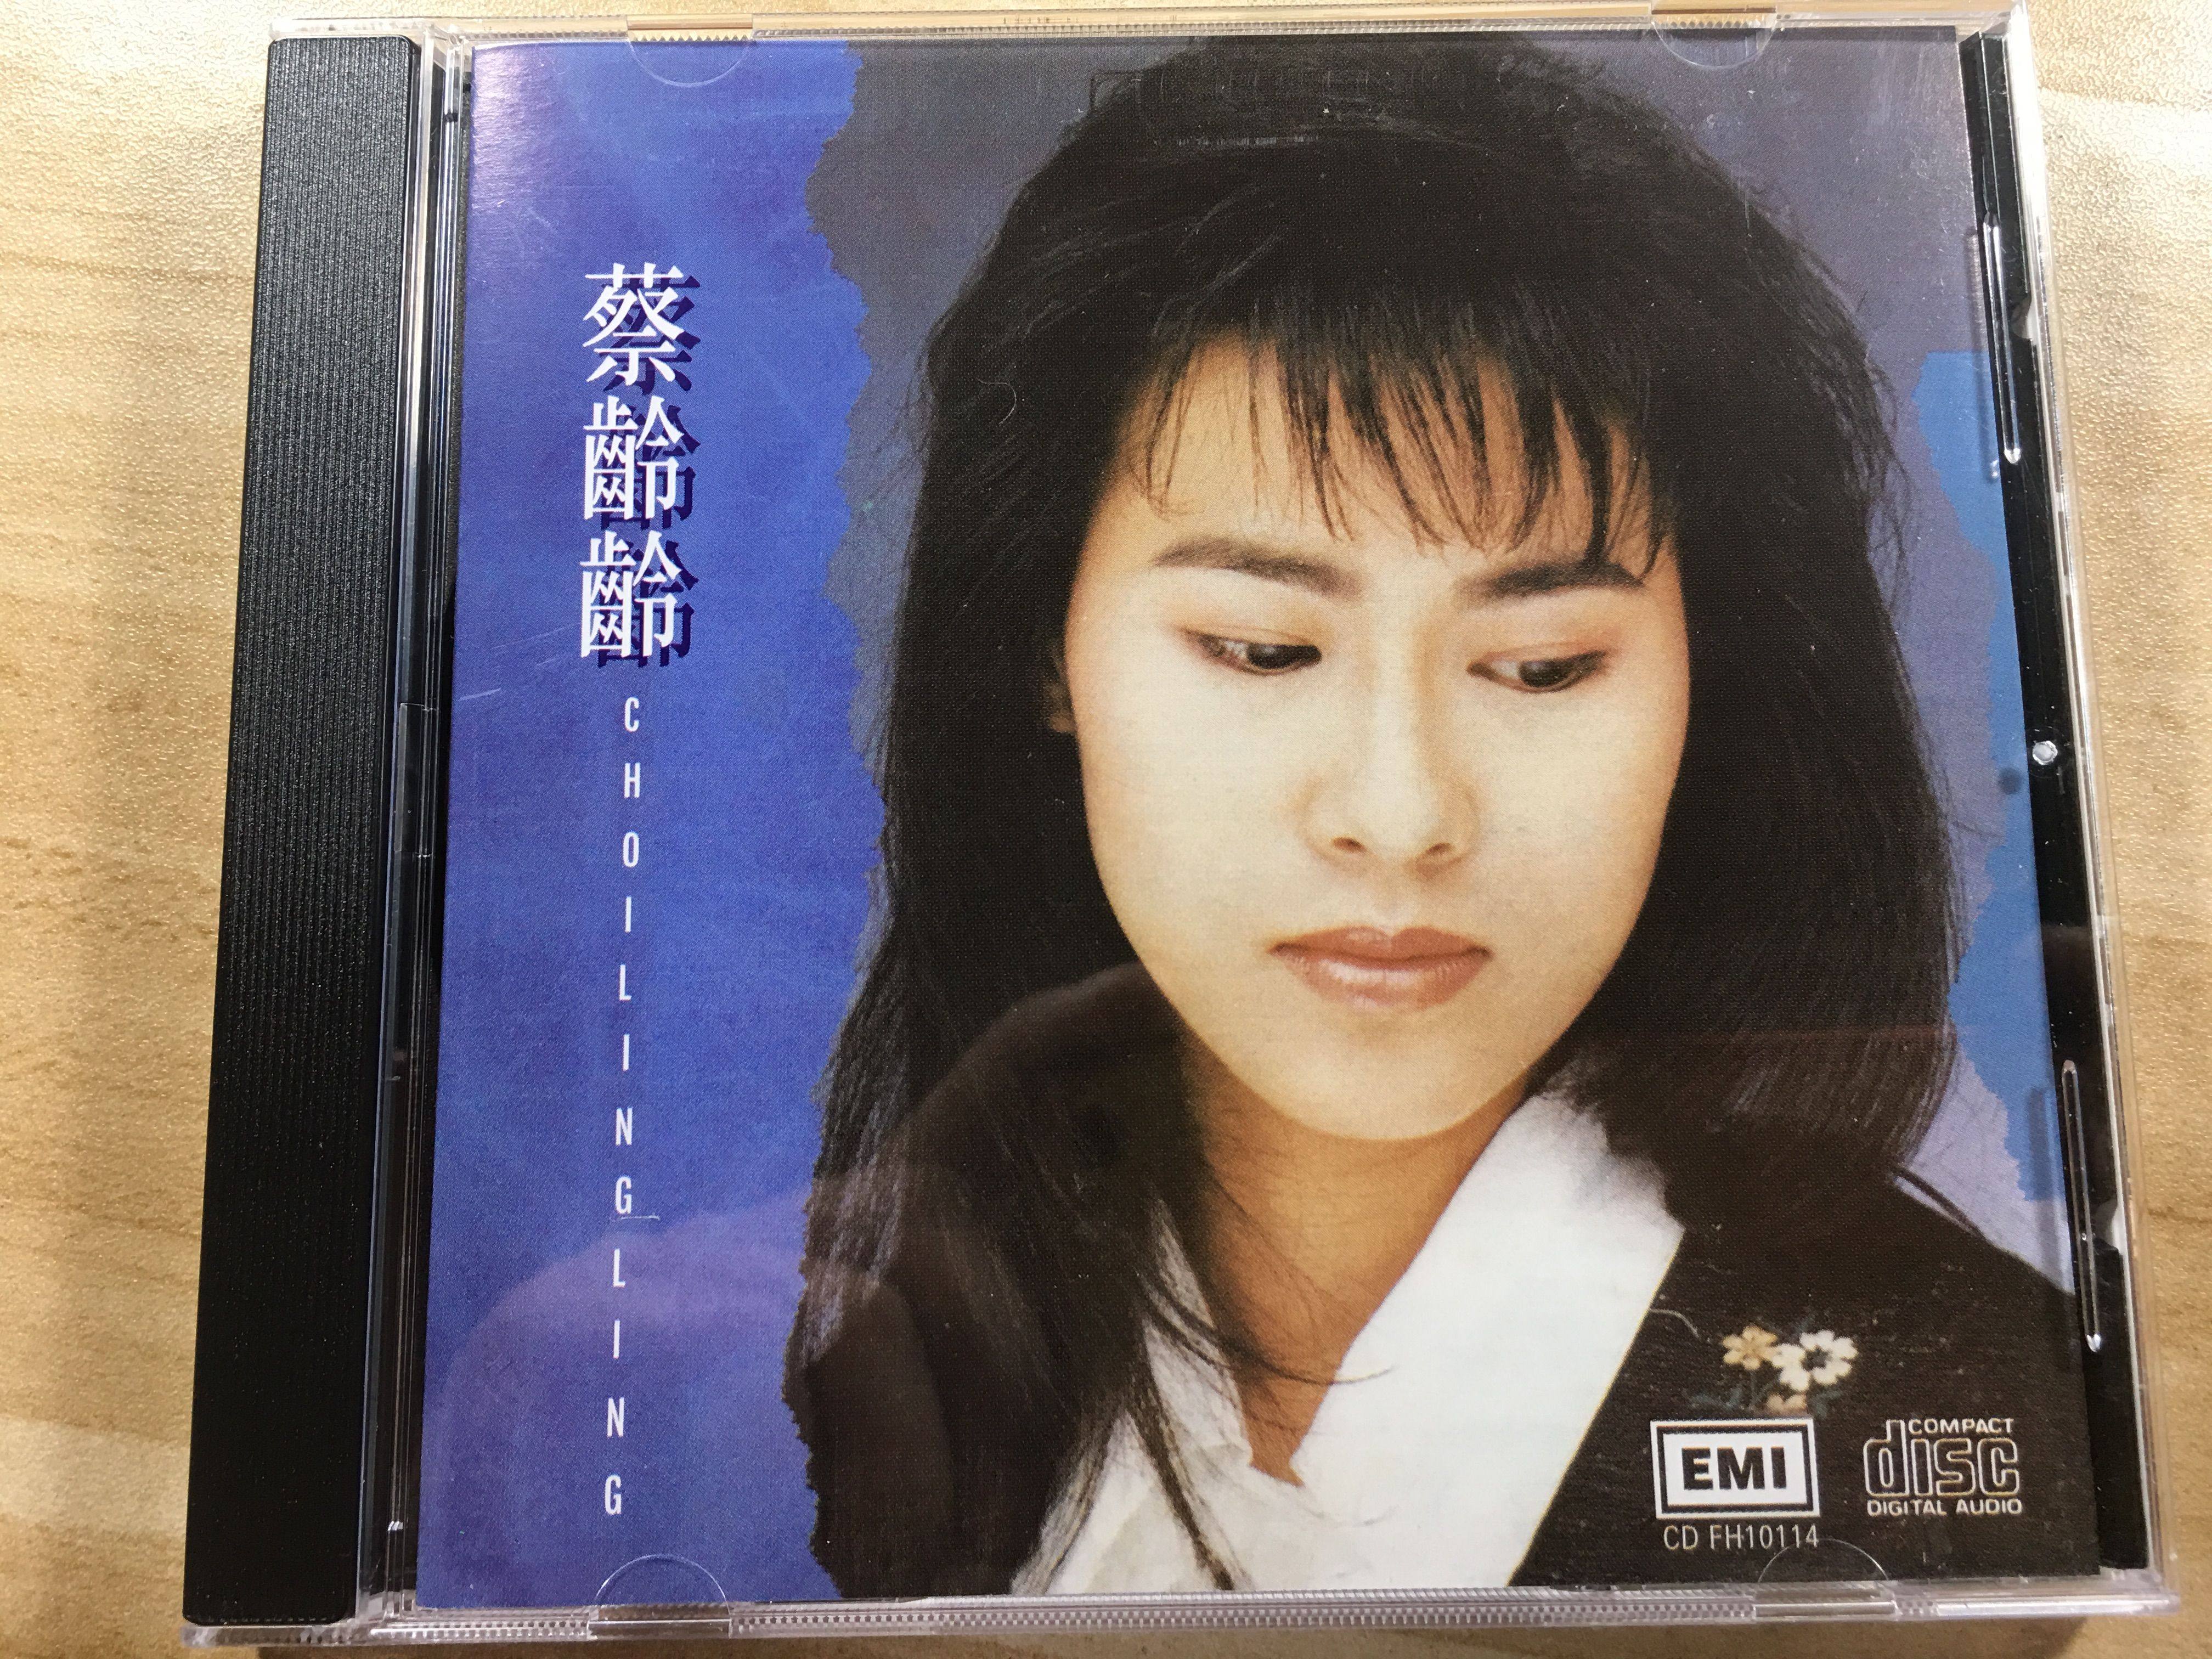 蔡齡齡
CHOI LING LING
EMI
CD FH10114
COMPACT
disc
DIGITAL AUDIO